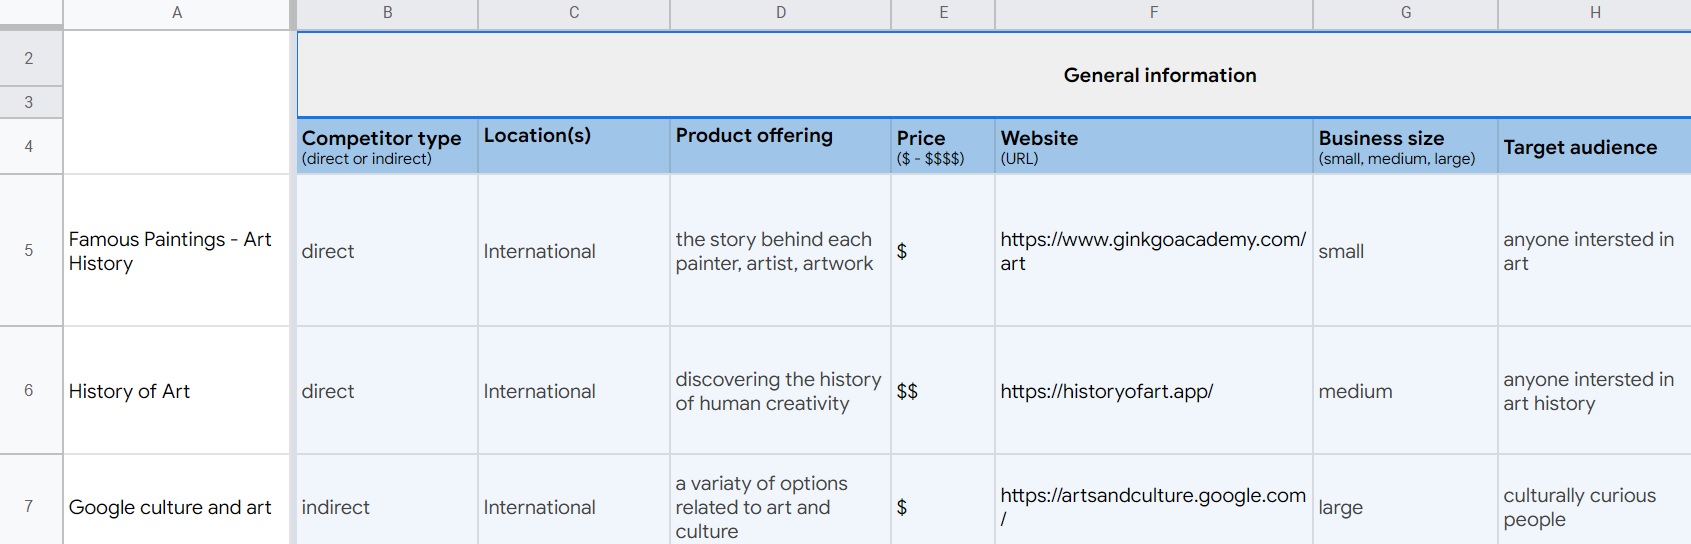 A B C D E F G H
2 General information
3
4 Competitor type Location(s) Product offering Price Website Business size Target audience
(direct or indirect) ($ - $$$$) (URL) (small, medium, large)
5 Famous Paintings - Art direct International the story behind each $ https://www.ginkgoacademy.com/ small anyone intersted in
History painter, artist, artwork art art
6 History of Art direct International discovering the history $$ https://historyofart.app/ medium anyone intersted in
of human creativity art history
7 Google culture and art indirect International a variaty of options $ https://artsandculture.google.com large culturally curious
related to art and / people
culture